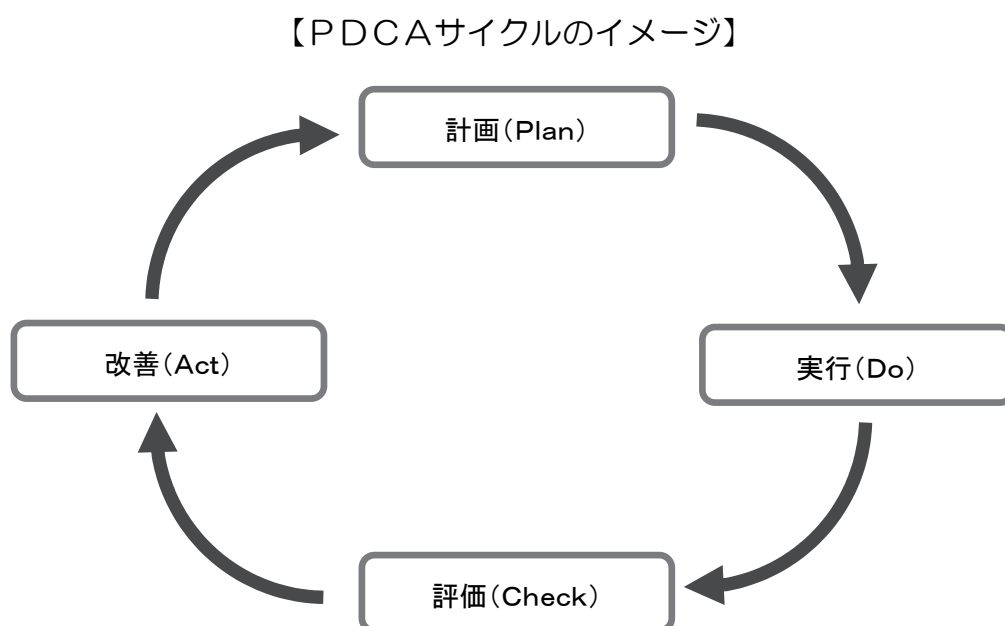 【PDCAサイクルのイメージ】
計画(Plan)
改善(Act)
実行(Do)
評価(Check)